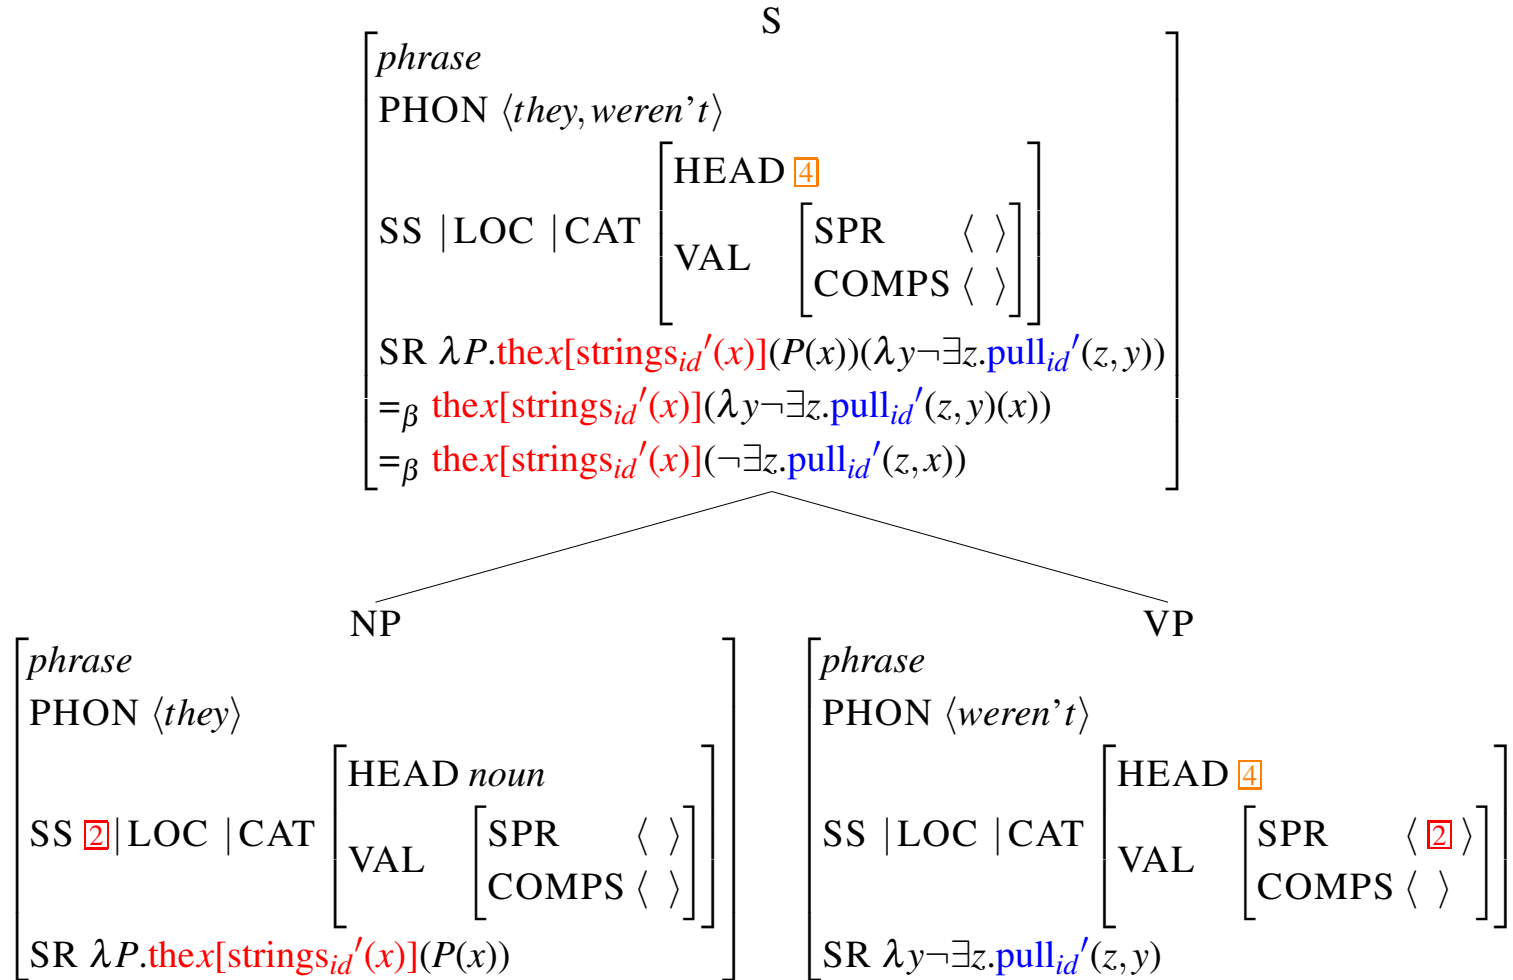 S
phrase
PHON ⟨they, weren't⟩
HEAD 4
SS |LOC |CAT
VAL
SPR ⟨ ⟩
COMPS ⟨ ⟩
SR λP.thex[strings_id′(x)](P(x))(λy¬∃z.pull_id′(z,y))
=β thex[strings_id′(x)](λy¬∃z.pull_id′(z,y)(x))
=β thex[strings_id′(x)](¬∃z.pull_id′(z,x))
NP
phrase
PHON ⟨they⟩
HEAD noun
SS 2|LOC |CAT
VAL
SPR ⟨ ⟩
COMPS ⟨ ⟩
SR λP.thex[strings_id′(x)](P(x))
VP
phrase
PHON ⟨weren't⟩
HEAD 4
SS |LOC |CAT
VAL
SPR ⟨ 2 ⟩
COMPS ⟨ ⟩
SR λy¬∃z.pull_id′(z,y)